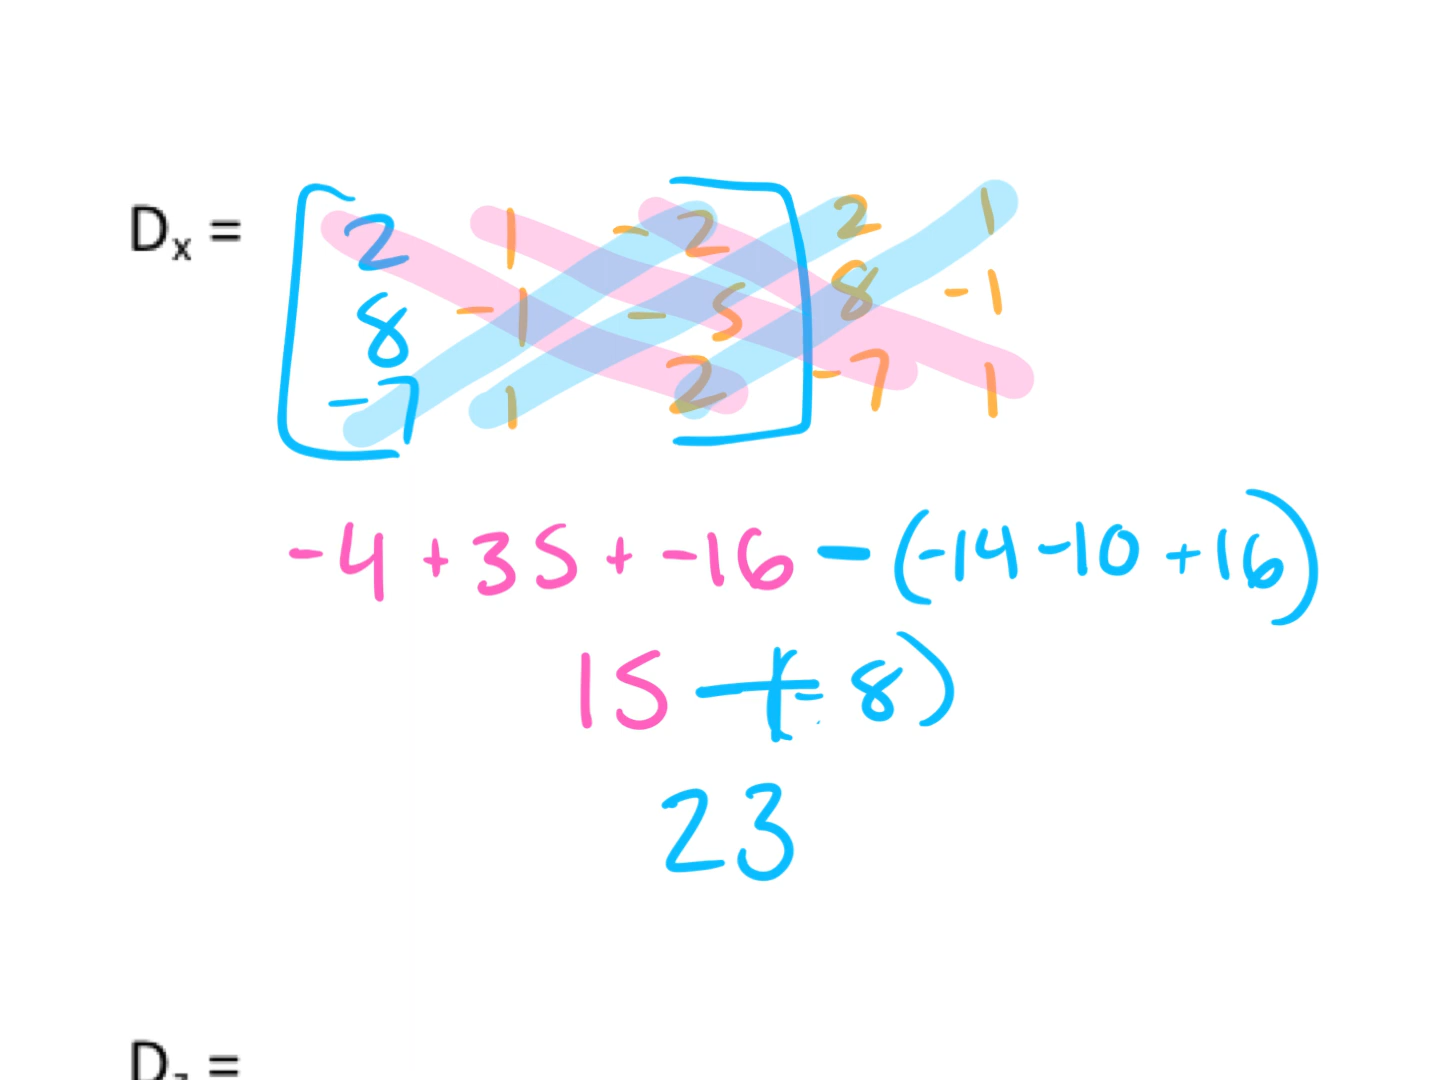 Dx = [ 2 1 -2 ] 2 1
8 -1 -5 8 -1
-7 1 2 -7 1
-4 + 35 + -16 - (-14 - 10 + 16)
15 - (-8)
23
Dz =